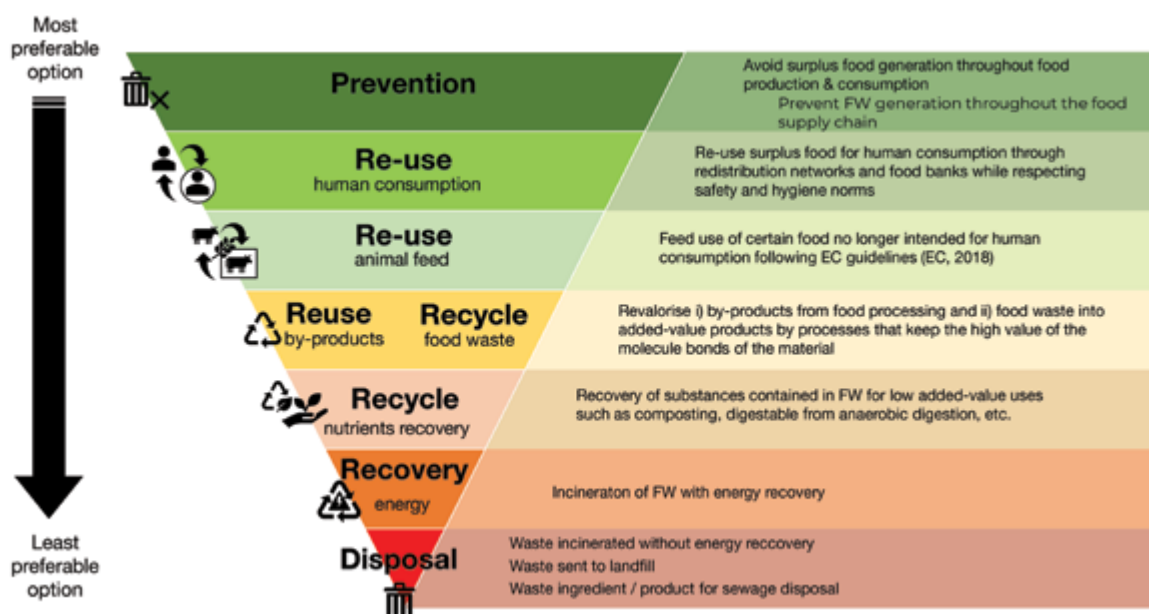 Most
preferable
option
Prevention
Avoid surplus food generation throughout food
production & consumption
Prevent FW generation throughout the food
supply chain
Re-use
human consumption
Re-use surplus food for human consumption through
redistribution networks and food banks while respecting
safety and hygiene norms
Re-use
animal feed
Feed use of certain food no longer intended for human
consumption following EC guidelines (EC, 2018)
Reuse
by-products
Recycle
food waste
Revalorise i) by-products from food processing and ii) food waste into
added-value products by processes that keep the high value of the
molecule bonds of the material
Recycle
nutrients recovery
Recovery of substances contained in FW for low added-value uses
such as composting, digestable from anaerobic digestion, etc.
Recovery
energy
Incineraton of FW with energy recovery
Disposal
Waste incinerated without energy reccovery
Waste sent to landfill
Waste ingredient / product for sewage disposal
Least
preferable
option